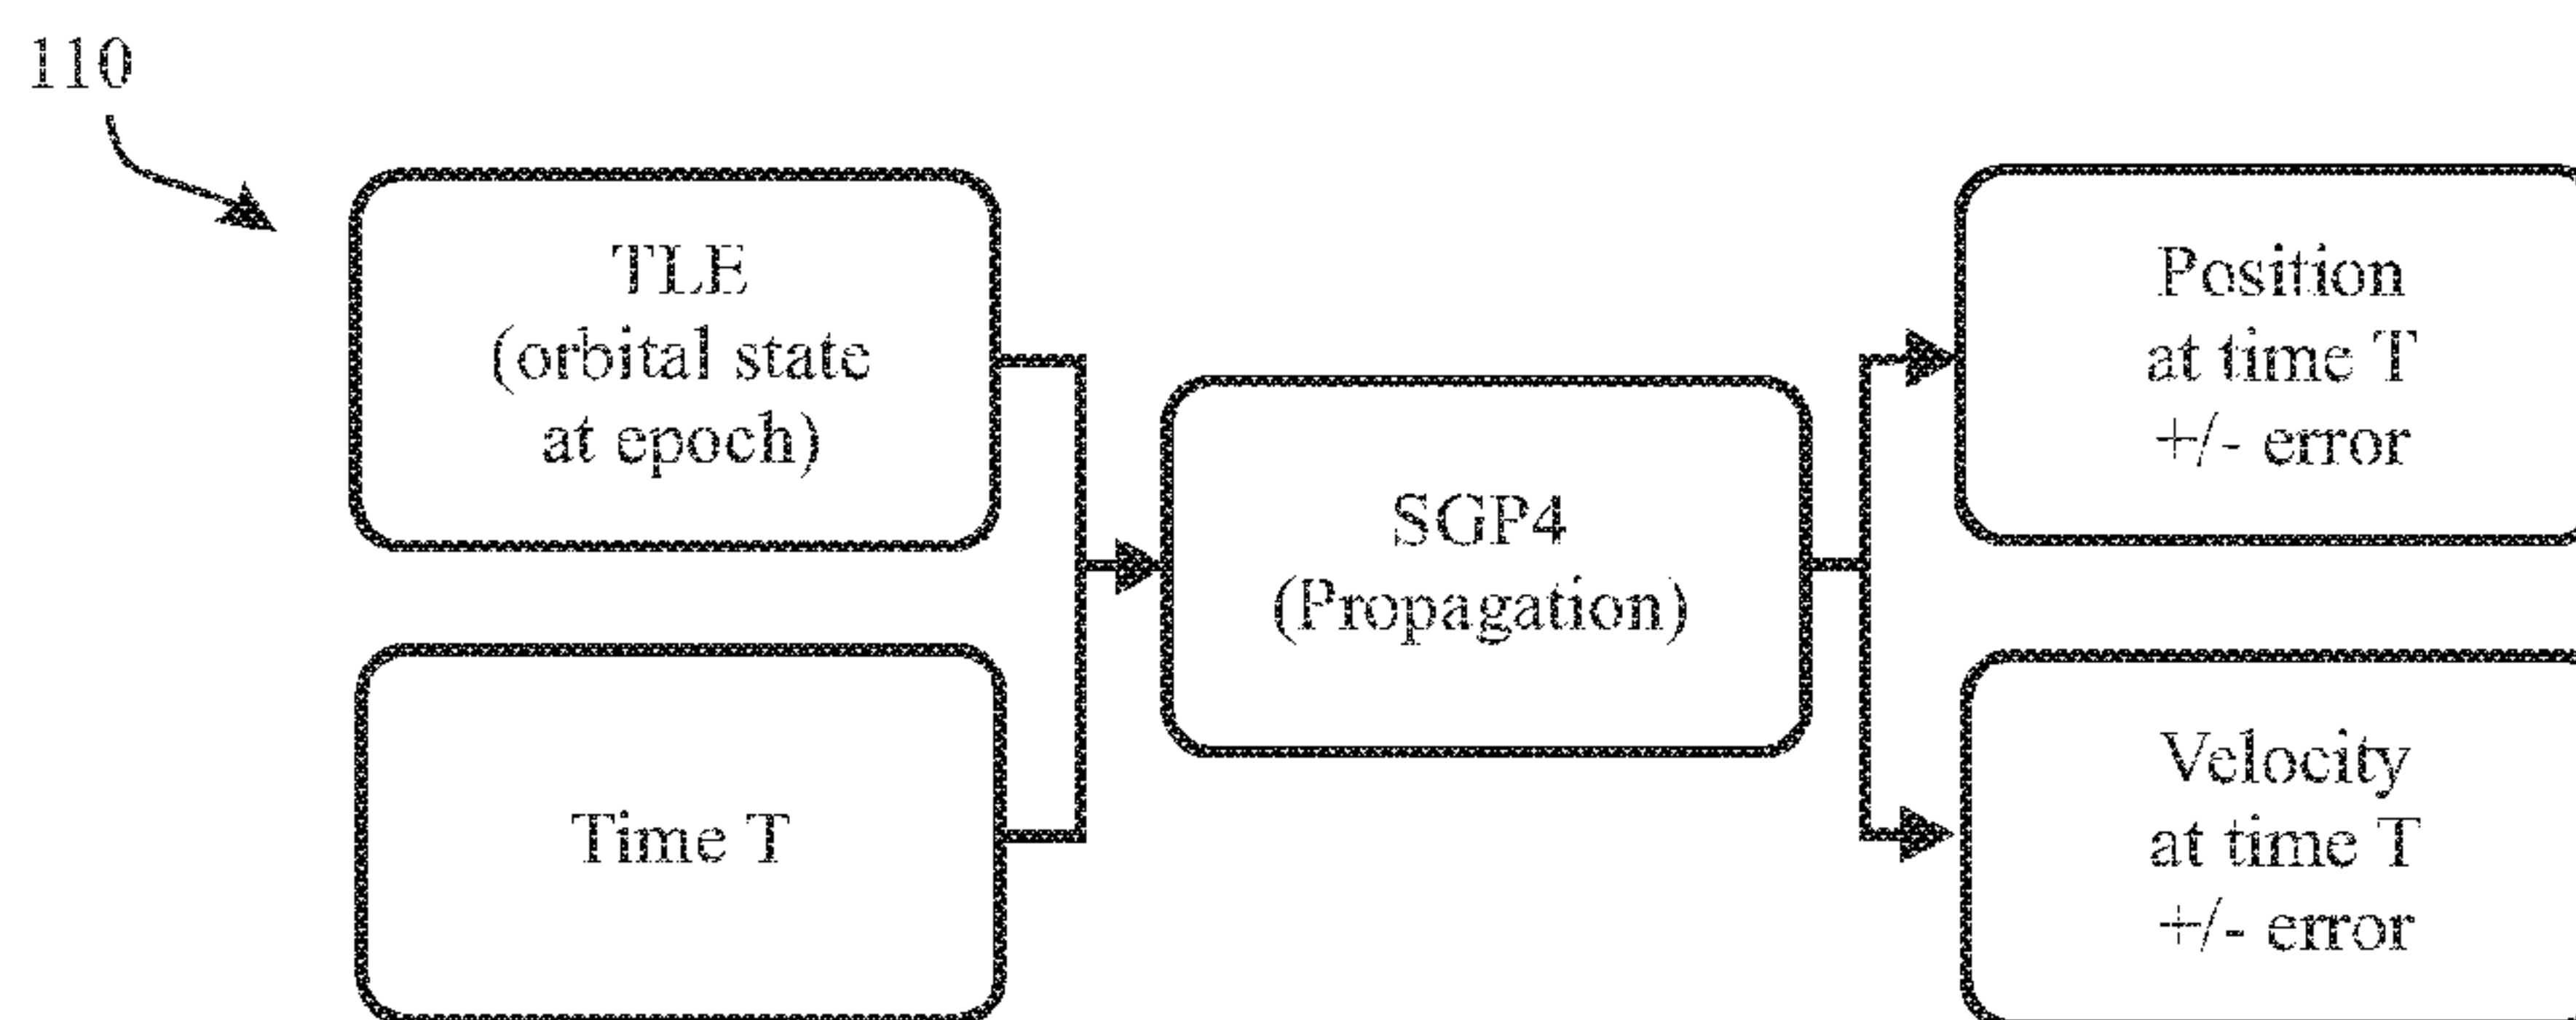 110
TLE
(orbital state
at epoch)
Time T
SGP4
(Propagation)
Position
at time T
+/- error
Velocity
at time T
+/- error